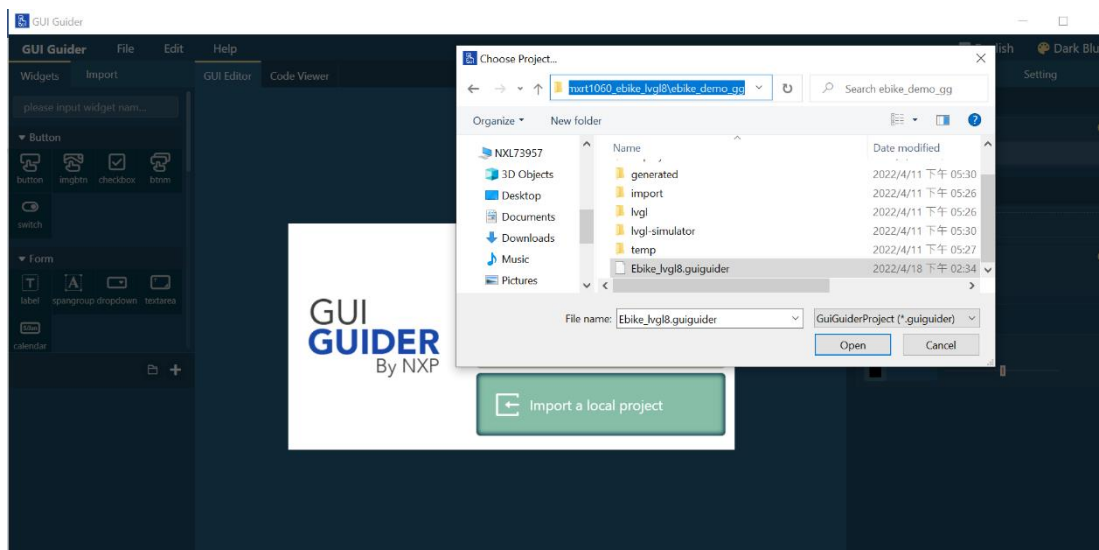 GUI Guider
GUI Guider File Edit Help
Dark Blu
Widgets Import GUI Editor Code Viewer Setting
please input widget nam...
Button
button imgbtn checkbox btnm
switch
Form
label spangroup dropdown textarea
calendar
GUI
GUIDER
By NXP
Import a local project
Choose Project...
mxrt1060_ebike_lvgl8\ebike_demo_gg
Search ebike_demo_gg
Organize New folder
NXL73957
3D Objects
Desktop
Documents
Downloads
Music
Pictures
Name Date modified
generated 2022/4/11 下午 05:30
import 2022/4/11 下午 05:26
lvgl 2022/4/11 下午 05:26
lvgl-simulator 2022/4/11 下午 05:30
temp 2022/4/11 下午 05:27
Ebike_lvgl8.guiguider 2022/4/18 下午 02:34
File name: Ebike_lvgl8.guiguider GuiGuiderProject (*.guiguider)
Open Cancel